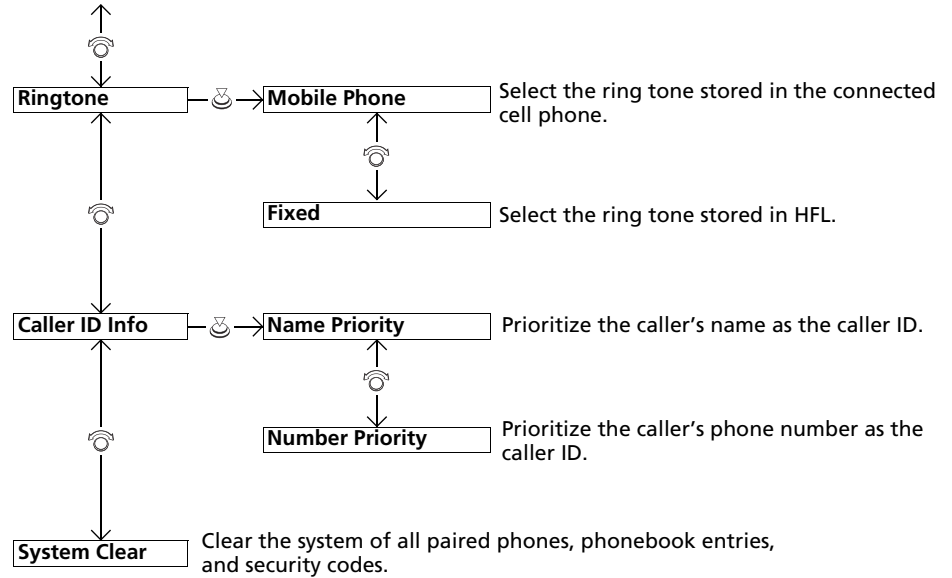 Ringtone
Mobile Phone
Select the ring tone stored in the connected
cell phone.
Fixed
Select the ring tone stored in HFL.
Caller ID Info
Name Priority
Prioritize the caller's name as the caller ID.
Number Priority
Prioritize the caller's phone number as the
caller ID.
System Clear
Clear the system of all paired phones, phonebook entries,
and security codes.